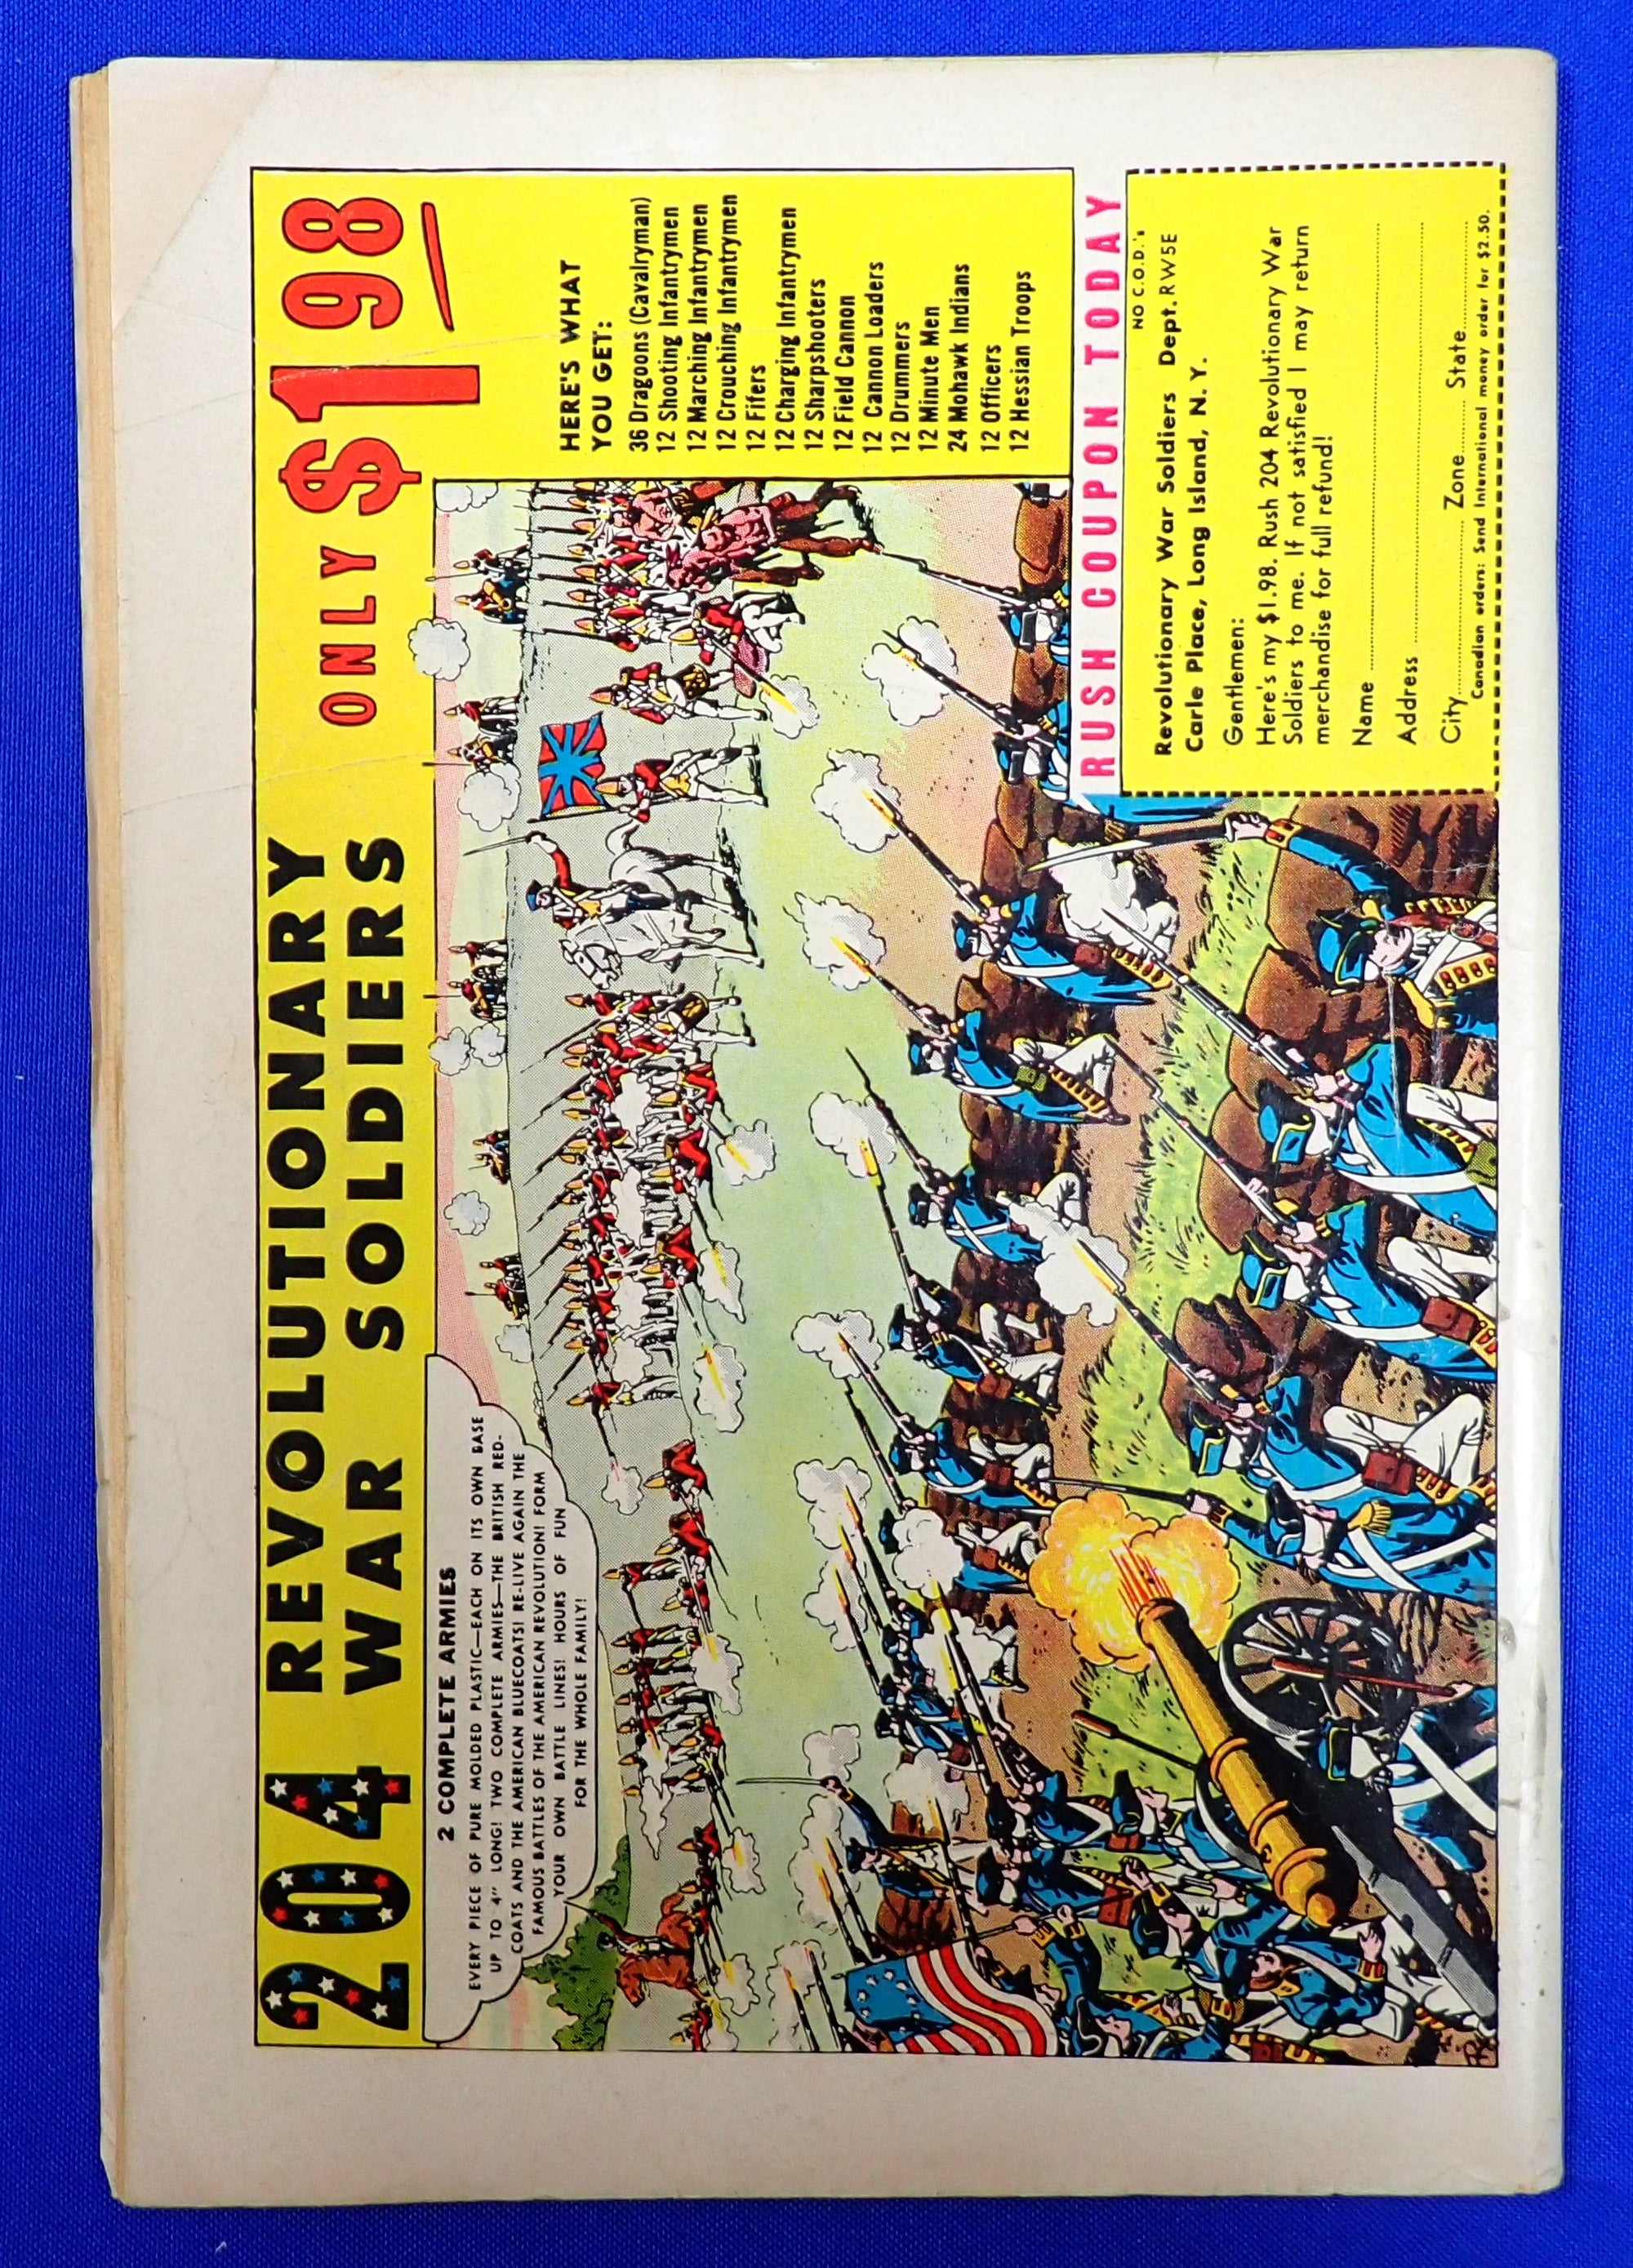 204 REVOLUTIONARY
WAR SOLDIERS ONLY $1 98
2 COMPLETE ARMIES
EVERY PIECE OF PURE MOLDED PLASTIC—EACH ON ITS OWN BASE
UP TO 4" LONG! TWO COMPLETE ARMIES—THE BRITISH RED-
COATS AND THE AMERICAN BLUECOATS! RE-LIVE AGAIN THE
FAMOUS BATTLES OF THE AMERICAN REVOLUTION! FORM
YOUR OWN BATTLE LINES! HOURS OF FUN
FOR THE WHOLE FAMILY!
HERE'S WHAT
YOU GET:
36 Dragoons (Cavalryman)
12 Shooting Infantrymen
12 Marching Infantrymen
12 Crouching Infantrymen
12 Fifers
12 Charging Infantrymen
12 Sharpshooters
12 Field Cannon
12 Cannon Loaders
12 Drummers
12 Minute Men
24 Mohawk Indians
12 Officers
12 Hessian Troops
RUSH COUPON TODAY
NO C.O.D.'s
Revolutionary War Soldiers Dept. RW5E
Carle Place, Long Island, N. Y.
Gentlemen:
Here's my $1.98. Rush 204 Revolutionary War
Soldiers to me. If not satisfied I may return
merchandise for full refund!
Name
Address
City Zone State
Canadian orders: Send international money order for $2.50.